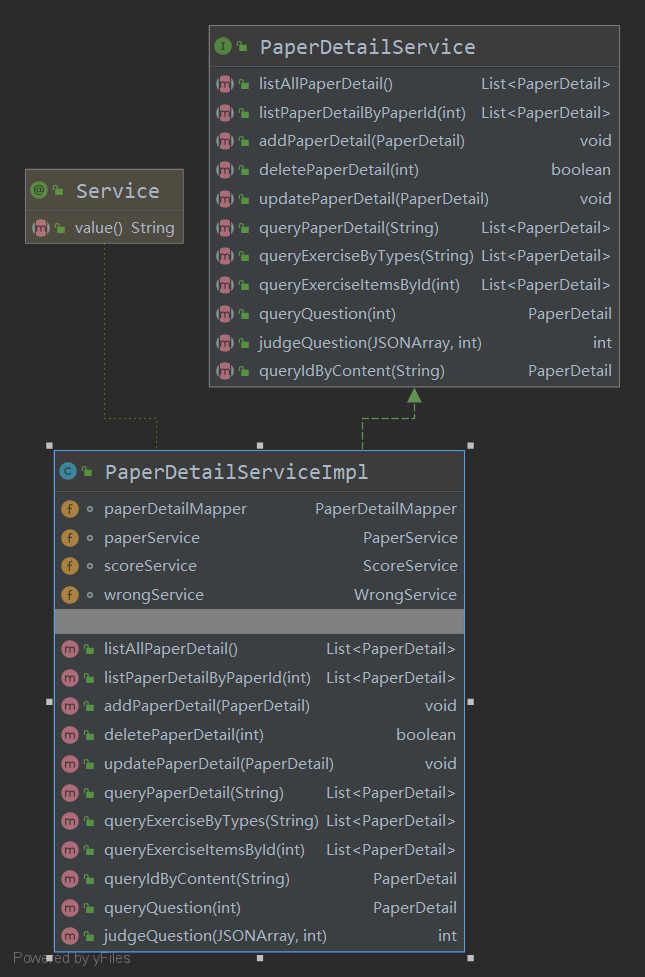 PaperDetailService
listAllPaperDetail() List<PaperDetail>
listPaperDetailByPaperId(int) List<PaperDetail>
addPaperDetail(PaperDetail) void
deletePaperDetail(int) boolean
updatePaperDetail(PaperDetail) void
queryPaperDetail(String) List<PaperDetail>
queryExerciseByTypes(String) List<PaperDetail>
queryExerciseItemsById(int) List<PaperDetail>
queryQuestion(int) PaperDetail
judgeQuestion(JSONArray, int) int
queryIdByContent(String) PaperDetail
Service
value() String
PaperDetailServiceImpl
paperDetailMapper PaperDetailMapper
paperService PaperService
scoreService ScoreService
wrongService WrongService
listAllPaperDetail() List<PaperDetail>
listPaperDetailByPaperId(int) List<PaperDetail>
addPaperDetail(PaperDetail) void
deletePaperDetail(int) boolean
updatePaperDetail(PaperDetail) void
queryPaperDetail(String) List<PaperDetail>
queryExerciseByTypes(String) List<PaperDetail>
queryExerciseItemsById(int) List<PaperDetail>
queryIdByContent(String) PaperDetail
queryQuestion(int) PaperDetail
judgeQuestion(JSONArray, int) int
Powered by yFiles